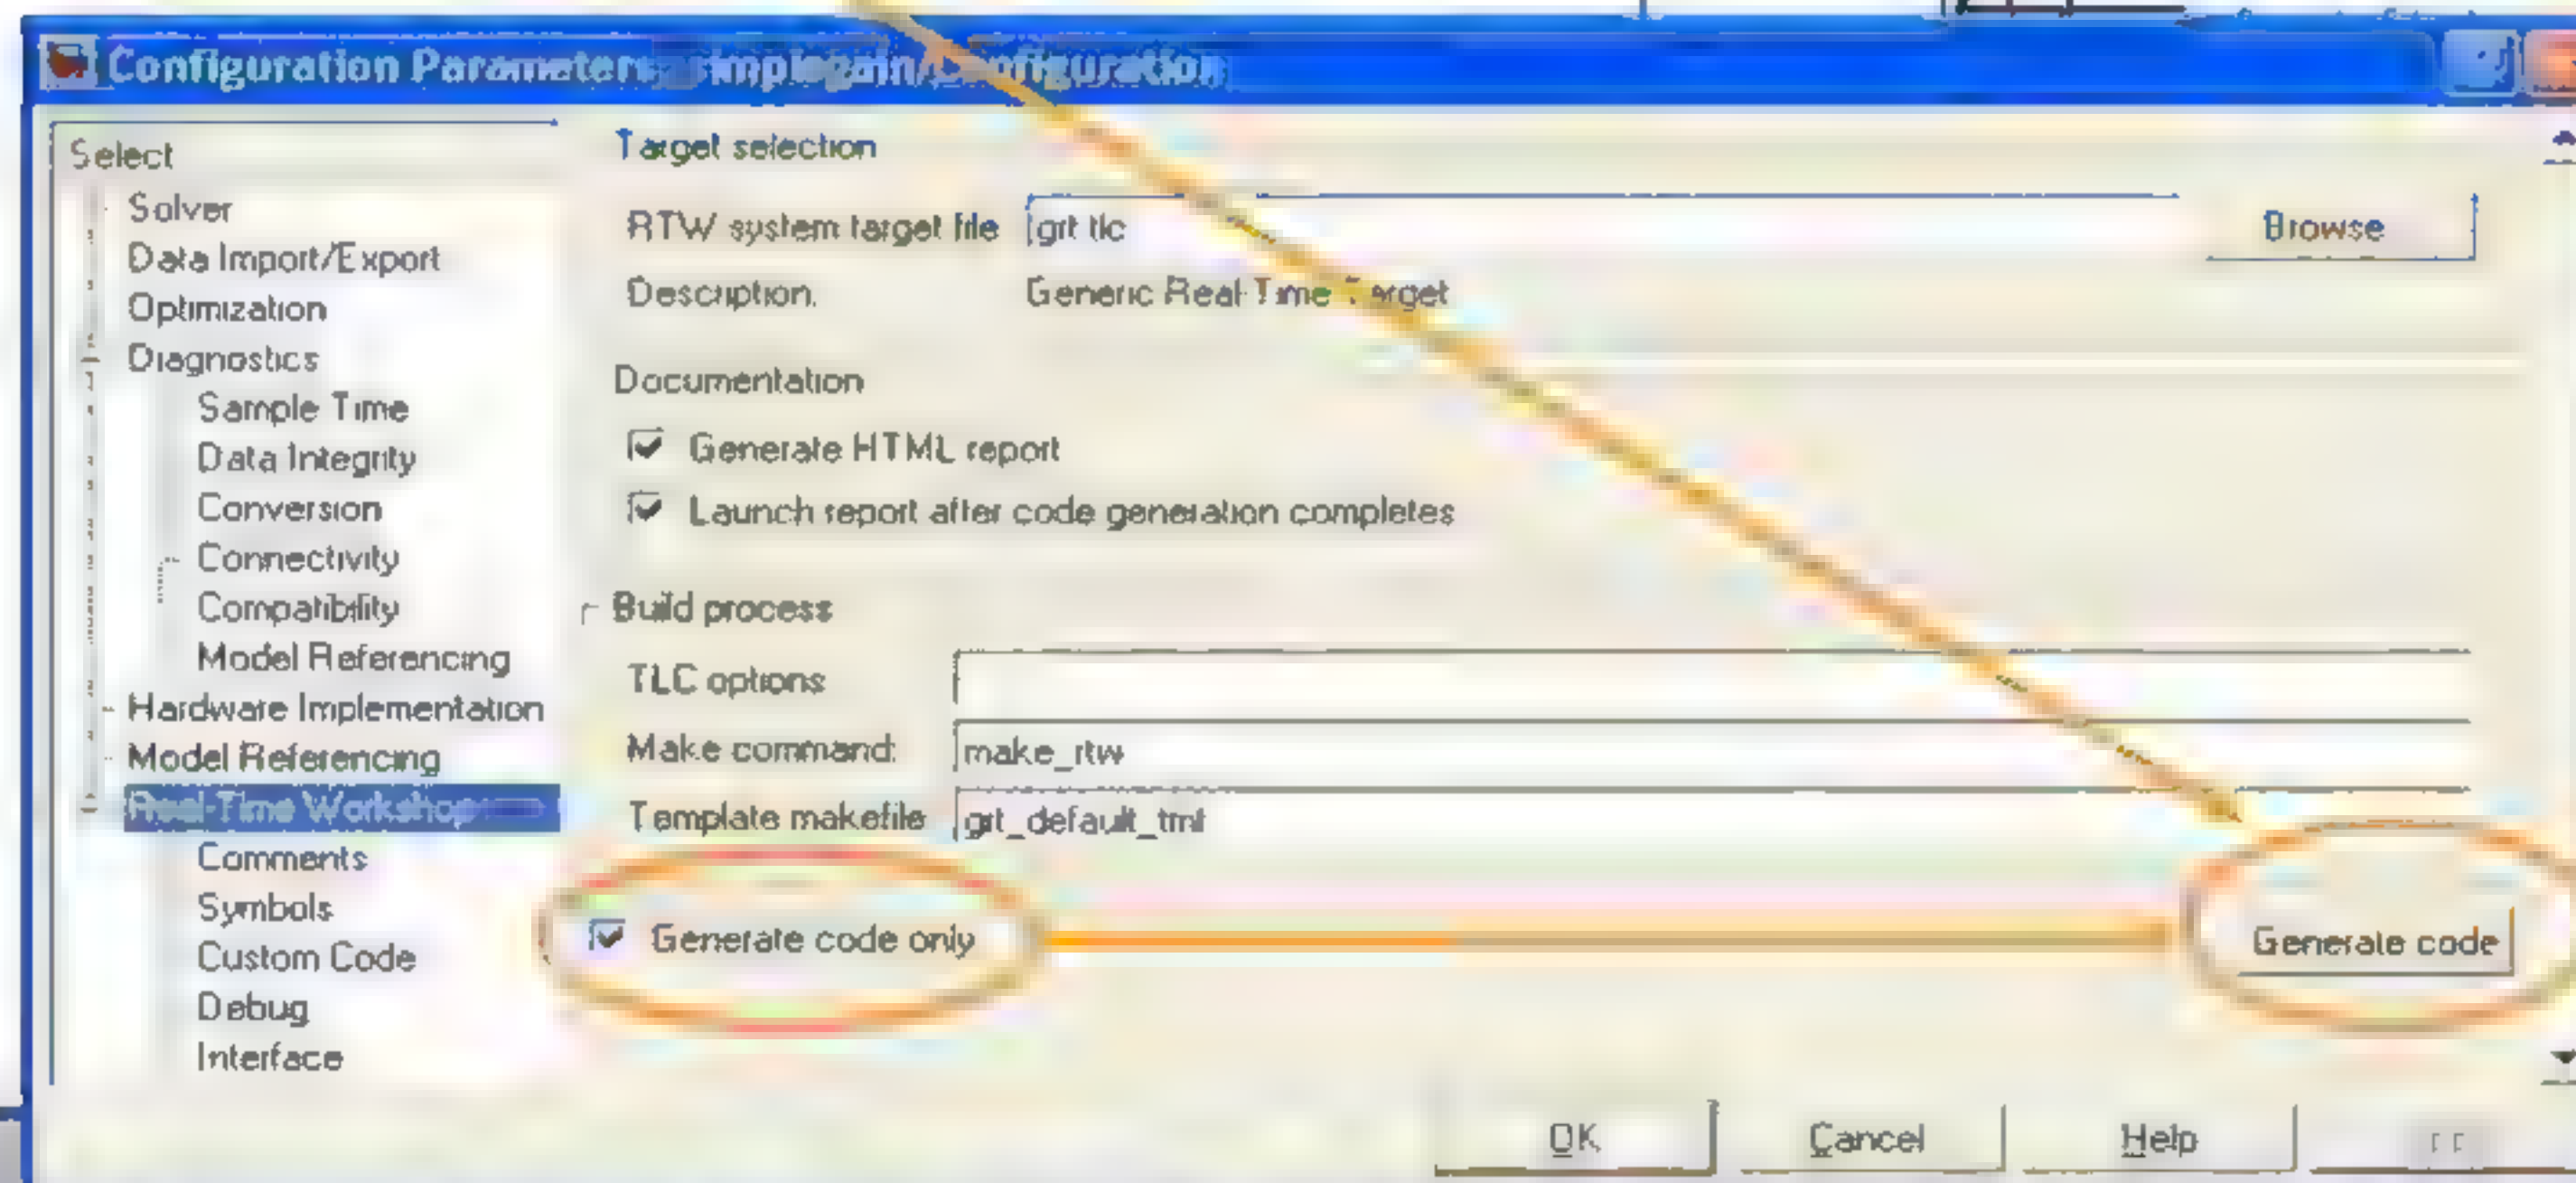 Configuration Parameters simplegain/Configuration
Select
Solver
Data Import/Export
Optimization
Diagnostics
Sample Time
Data Integrity
Conversion
Connectivity
Compatibility
Model Referencing
Hardware Implementation
Model Referencing
Real-Time Workshop
Comments
Symbols
Custom Code
Debug
Interface
Target selection
RTW system target file grt tlc Browse
Description. Generic Real-Time Target
Documentation
Generate HTML report
Launch report after code generation completes
Build process
TLC options
Make command: make_rtw
Template makefile grt_default_tmf
Generate code only Generate code
OK Cancel Help